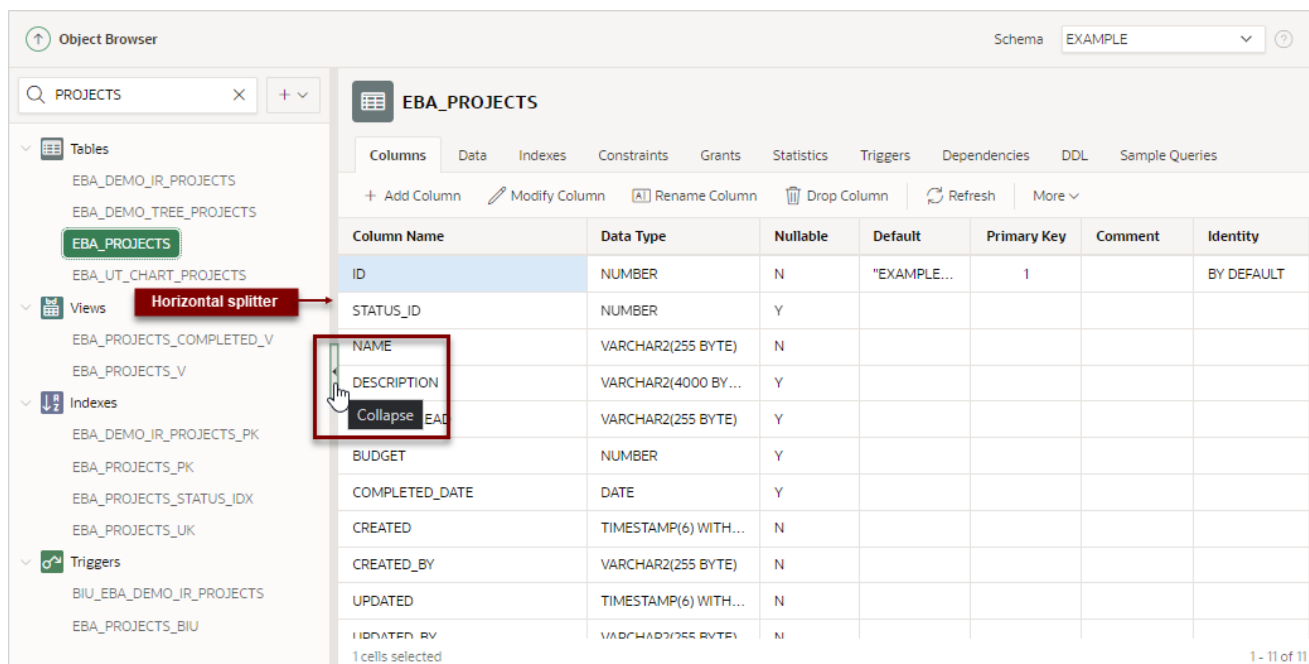 Object Browser
Schema EXAMPLE
PROJECTS
Tables
EBA_DEMO_IR_PROJECTS
EBA_DEMO_TREE_PROJECTS
EBA_PROJECTS
EBA_UT_CHART_PROJECTS
Views
EBA_PROJECTS_COMPLETED_V
EBA_PROJECTS_V
Indexes
EBA_DEMO_IR_PROJECTS_PK
EBA_PROJECTS_PK
EBA_PROJECTS_STATUS_IDX
EBA_PROJECTS_UK
Triggers
BIU_EBA_DEMO_IR_PROJECTS
EBA_PROJECTS_BIU
Horizontal splitter
Collapse
EBA_PROJECTS
Columns Data Indexes Constraints Grants Statistics Triggers Dependencies DDL Sample Queries
+ Add Column Modify Column Rename Column Drop Column Refresh More
Column Name Data Type Nullable Default Primary Key Comment Identity
ID NUMBER N "EXAMPLE... 1 BY DEFAULT
STATUS_ID NUMBER Y
NAME VARCHAR2(255 BYTE) N
DESCRIPTION VARCHAR2(4000 BY... Y
EAD VARCHAR2(255 BYTE) Y
BUDGET NUMBER Y
COMPLETED_DATE DATE Y
CREATED TIMESTAMP(6) WITH... N
CREATED_BY VARCHAR2(255 BYTE) N
UPDATED TIMESTAMP(6) WITH... N
UPDATED_BY VARCHAR2(255 BYTE) N
1 cells selected 1 - 11 of 11